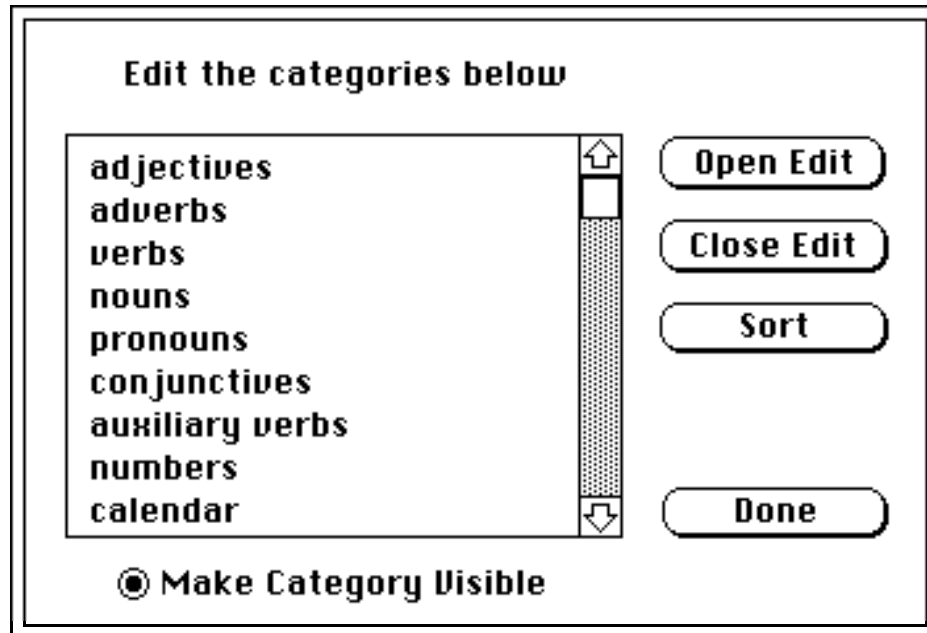 Edit the categories below
adjectives
adverbs
verbs
nouns
pronouns
conjunctives
auxiliary verbs
numbers
calendar
Open Edit
Close Edit
Sort
Done
Make Category Visible